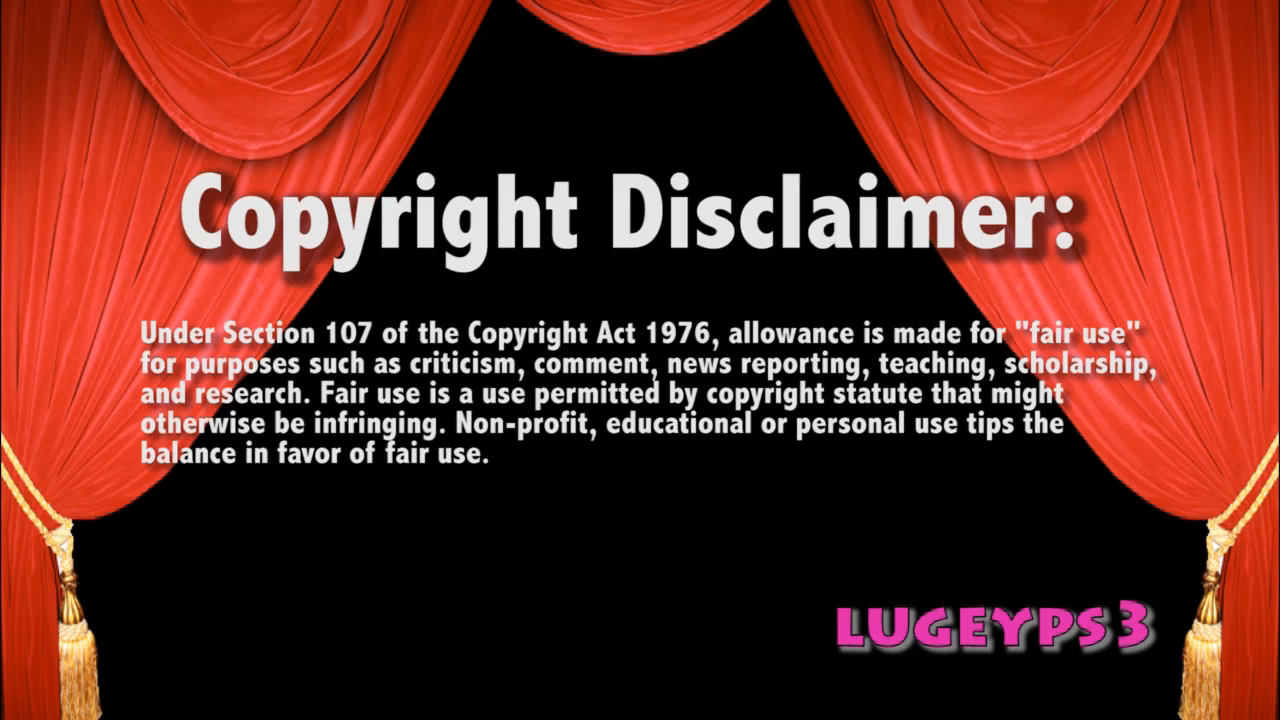 Copyright Disclaimer:
Under Section 107 of the Copyright Act 1976, allowance is made for "fair use"
for purposes such as criticism, comment, news reporting, teaching, scholarship,
and research. Fair use is a use permitted by copyright statute that might
otherwise be infringing. Non-profit, educational or personal use tips the
balance in favor of fair use.
LUGEYPS3